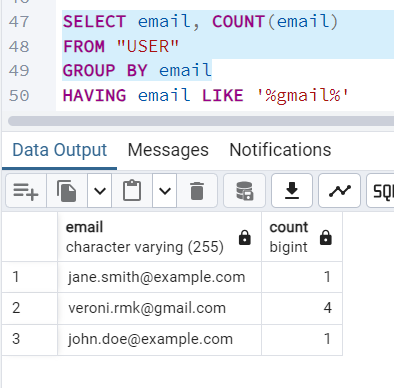 47 SELECT email, COUNT(email)
48 FROM "USER"
49 GROUP BY email
50 HAVING email LIKE '%gmail%'
Data Output Messages Notifications
email count
character varying (255) bigint
1 jane.smith@example.com 1
2 veroni.rmk@gmail.com 4
3 john.doe@example.com 1